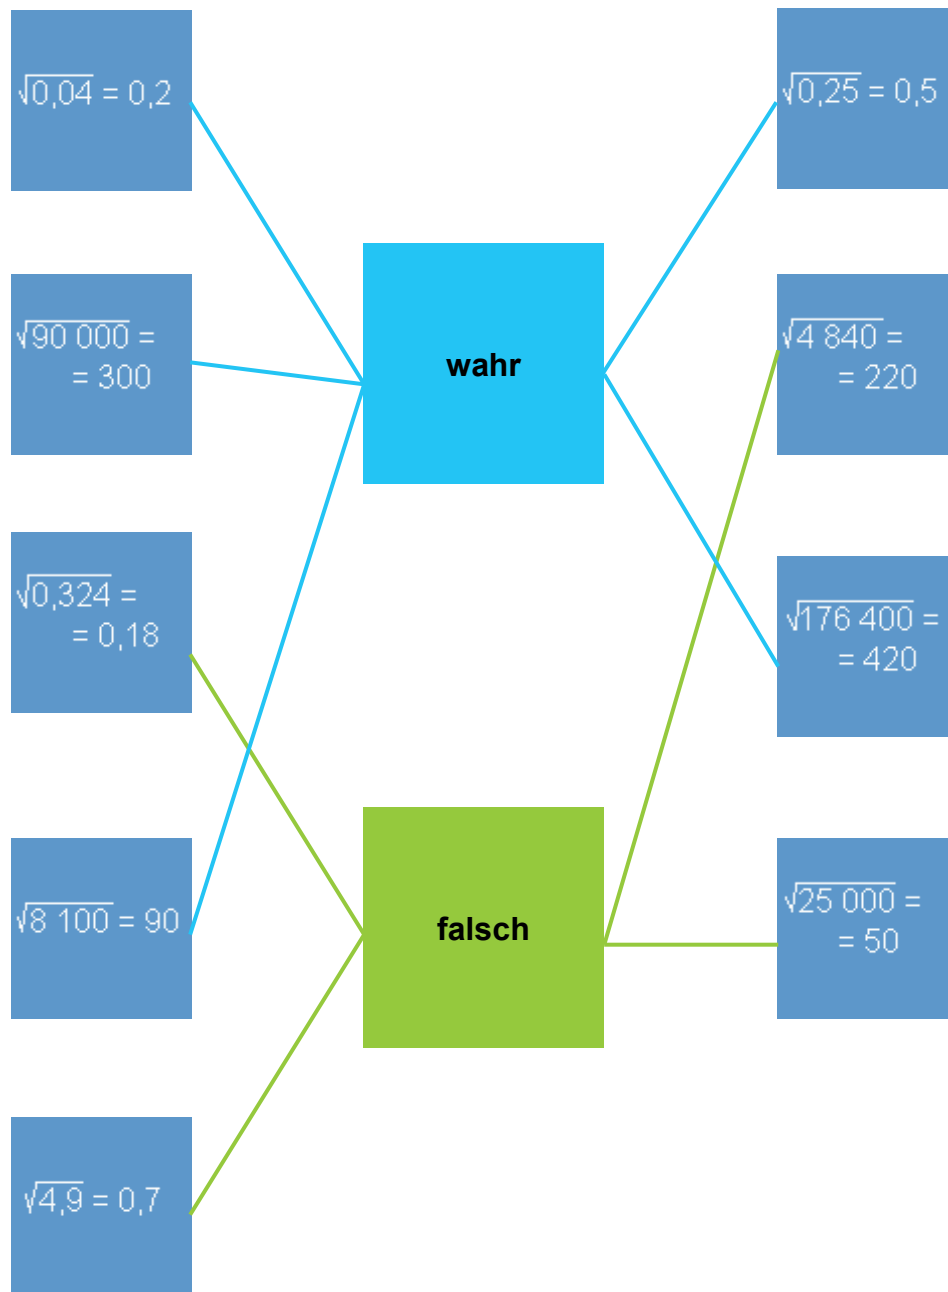 √0,04 = 0,2
√90 000 =
= 300
√0,324 =
= 0,18
√8 100 = 90
√4,9 = 0,7
wahr
falsch
√0,25 = 0,5
√4 840 =
= 220
√176 400 =
= 420
√25 000 =
= 50